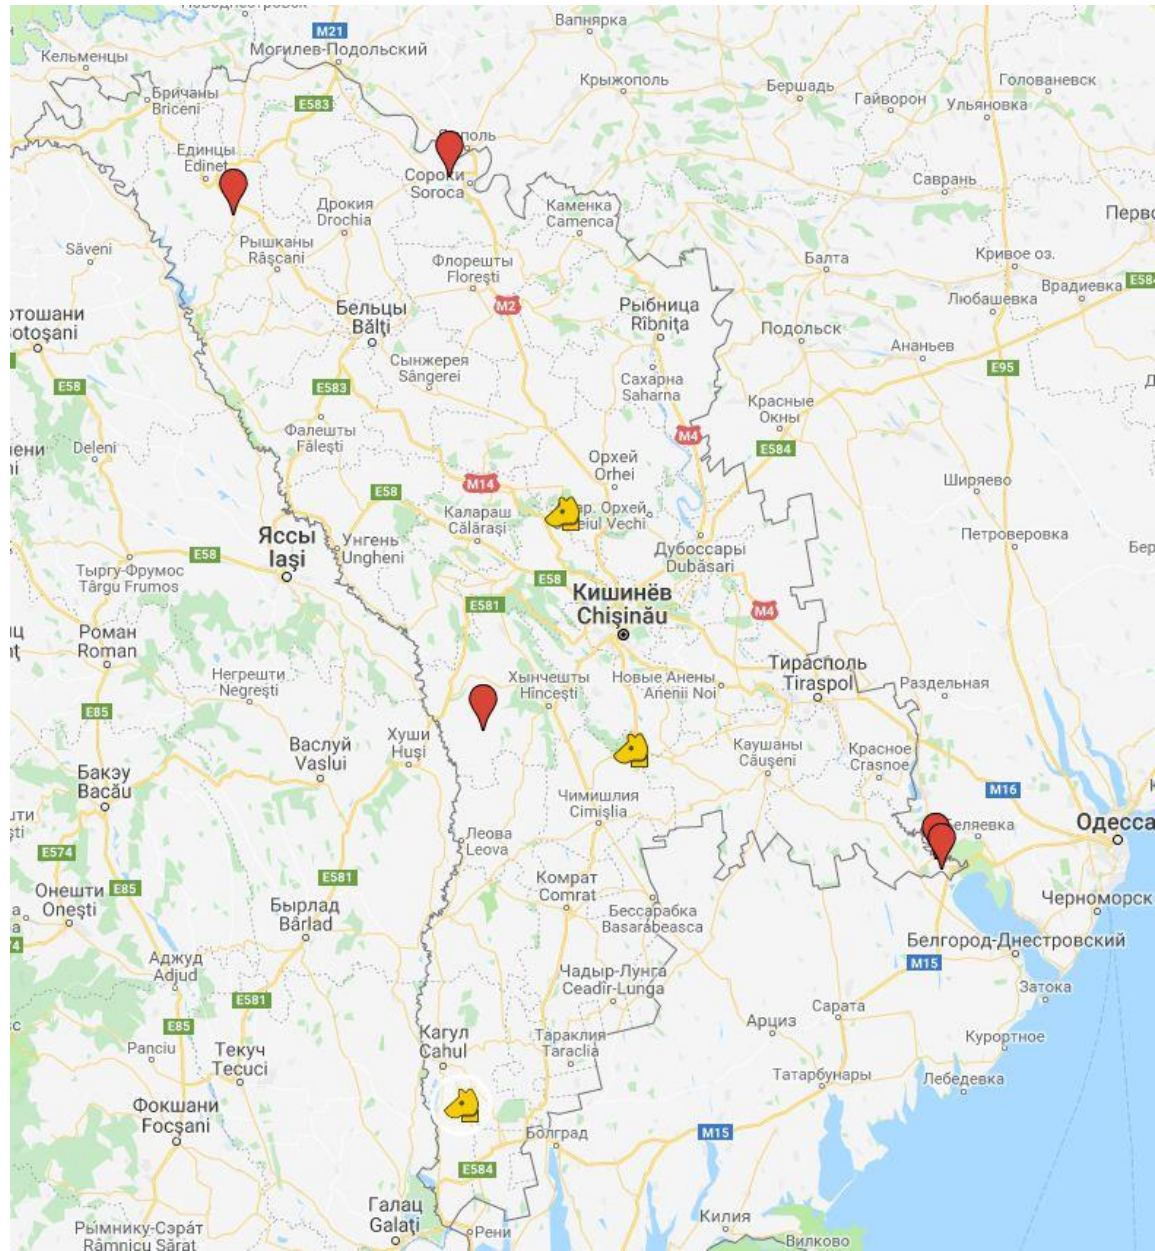 M21
Вапнярка
Могилев-Подольский
Кельменцы
Крыжополь
Бершадь
Голованевск
Бричаны
Briceni
E583
Гайворон
Ульяновка
Единцы
Edineț
Сороки
Soroca
Саврань
Каменка
Camenca
Дрокия
Drochia
Săveni
Рышканы
Râșcani
Флорешты
Florești
Балта
Кривое оз.
E584
Врадиевка
Любашевка
M2
Бельцы
Bălți
Рыбница
Rîbnița
Подольск
Ананьев
E95
Сынжерея
Sângerei
E58
E583
Сахарна
Saharna
Красные
Окны
Фалешты
Fălești
Deleni
M4
E584
Орхей
Orhei
Ширяево
M14
E58
Калараш
Călărași
Яссы
Iași
Унгень
Ungheni
Петроверовка
Дубоссары
Dubăsari
E58
Тыргу-Фрумос
Târgu Frumos
E58
E581
Кишинёв
Chișinău
M4
Роман
Roman
Негрешти
Negrești
Хынчешты
Hîncești
Новые Анены
Anenii Noi
Тирасполь
Tiraspol
Раздельная
E85
Васлуй
Vaslui
Хуши
Huși
Каушаны
Căușeni
Красное
Crasnoe
Бакэу
Bacău
M16
Чимишлия
Cimișlia
Леова
Leova
Беляевка
Одесса
E574
E85
E581
Онешти
Onești
Комрат
Comrat
Бырлад
Bârlad
Бессарабка
Basarabeasca
Черноморск
Белгород-Днестровский
Аджуд
Adjud
Чадыр-Лунга
Ceadîr-Lunga
M15
Затока
E581
Сарата
E85
Арциз
Panciu
Текуч
Tecuci
Кагул
Cahul
Тараклия
Taraclia
Курортное
Татарбунары
Лебедевка
Фокшани
Focșani
Болград
M15
E584
Галац
Galați
Рени
Килия
Рымнику-Сэрат
Râmnicu Sărat
Вилково